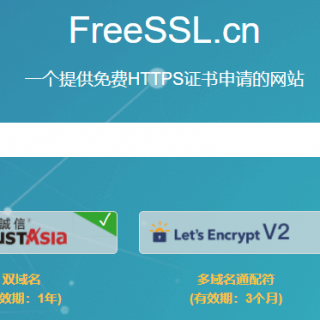 FreeSSL.cn
一个提供免费HTTPS证书申请的网站
誠信
USTASIA
Let's Encrypt V2
双域名
多域名通配符
效期：1年)
(有效期：3个月)